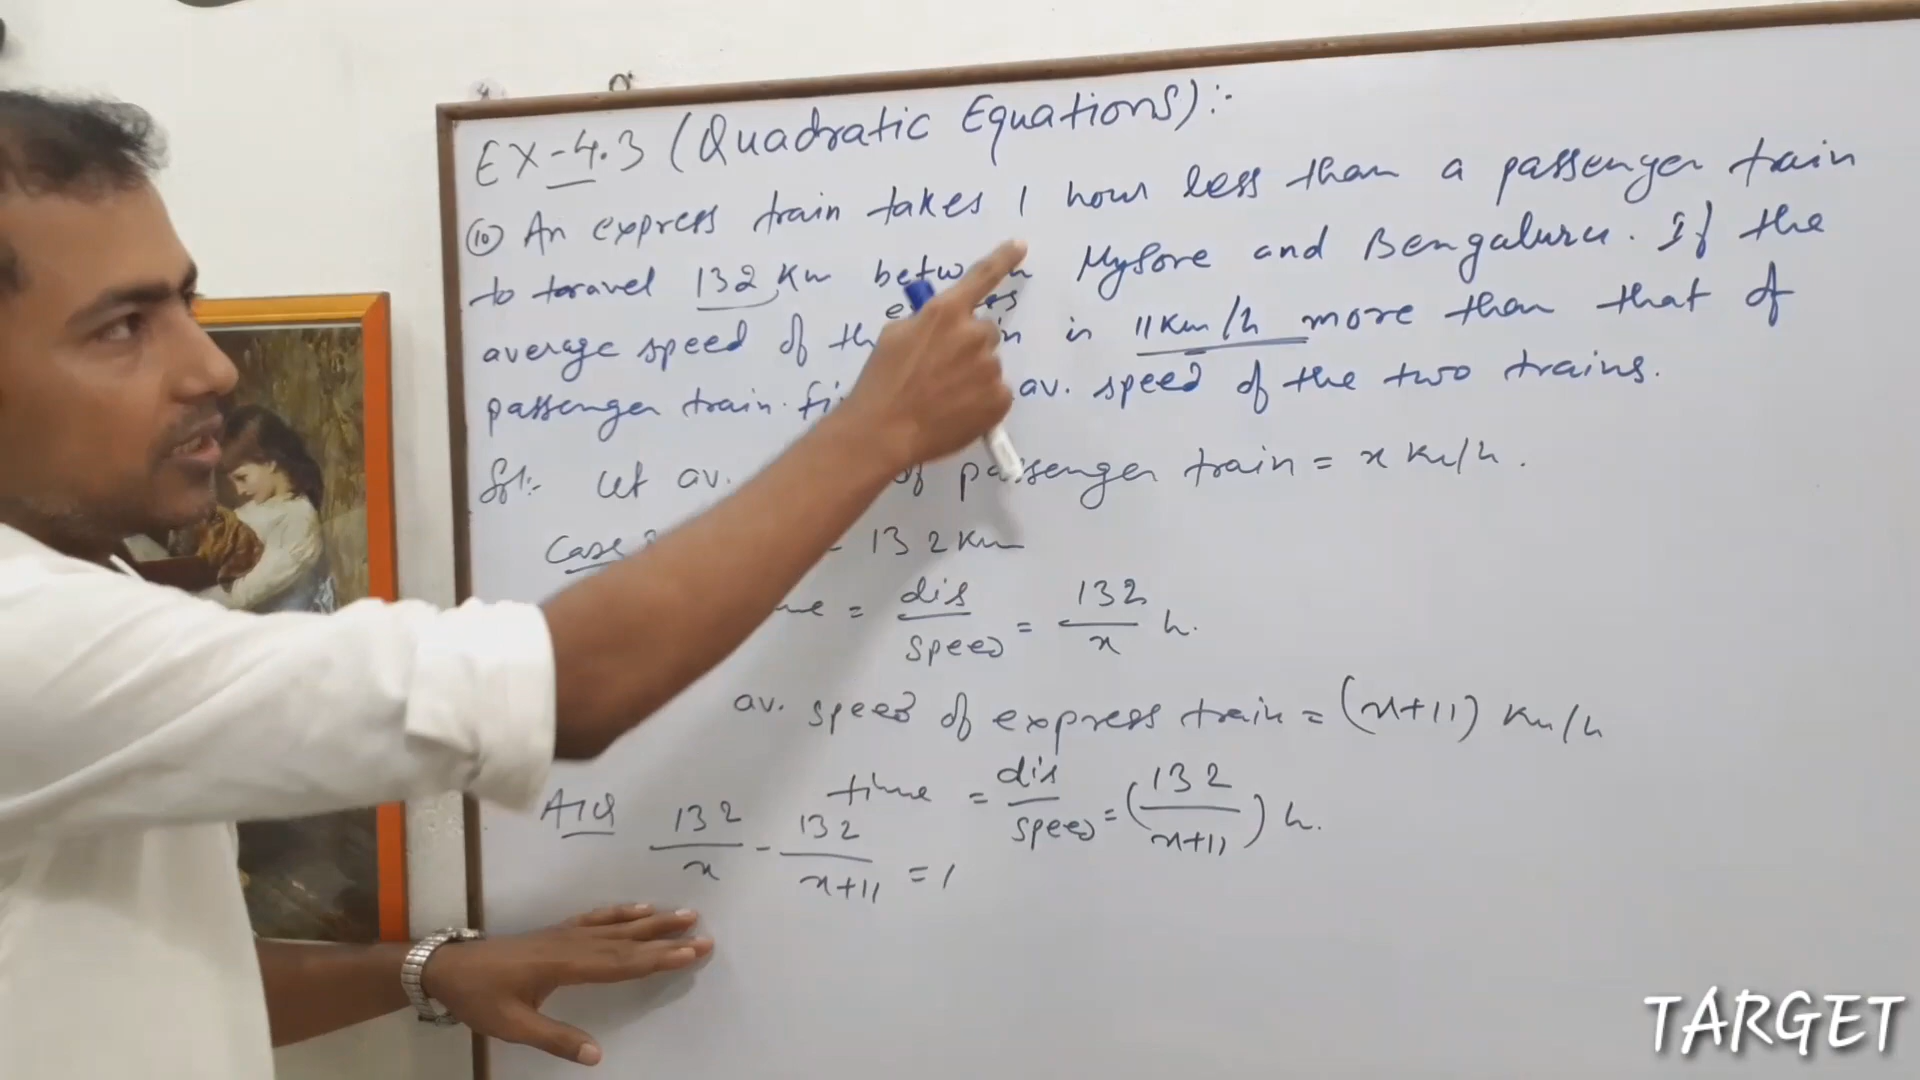 EX-4.3 (Quadratic Equations):-
(10) An express train takes 1 hour less than a passenger train
to travel 132 Km between Mysore and Bengaluru. If the
average speed of the express train is 11km/h more than that of
passenger train. av. speed of the two trains.
Sol:- let av. of passenger train = x Km/h.
Case 132Km
= dis/speed = 132/x h.
av. speed of express train = (x+11) Km/h
time = dis/speed = (132/x+11) h.
ATQ 132/x - 132/x+11 = 1
TARGET